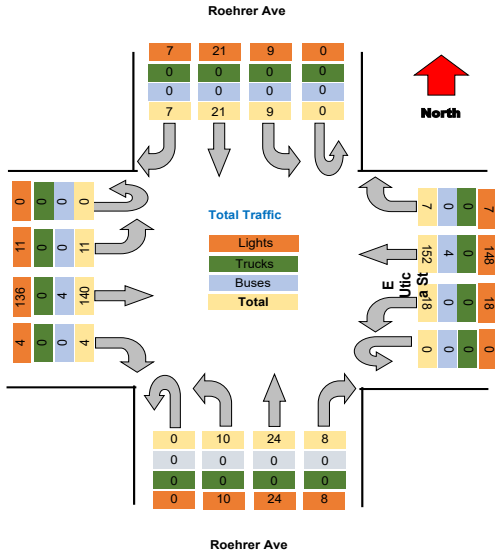 Roehrer Ave
7 21 9 0
0 0 0 0
0 0 0 0
7 21 9 0
North
0 0 0 0
11 0 0 11
136 0 4 140
4 0 0 4
Total Traffic
Lights
Trucks
Buses
Total
7 0 0 7
152 4 0 148
18 0 0 18
0 0 0 0
E
Utic
a St
0 10 24 8
0 0 0 0
0 0 0 0
0 10 24 8
Roehrer Ave